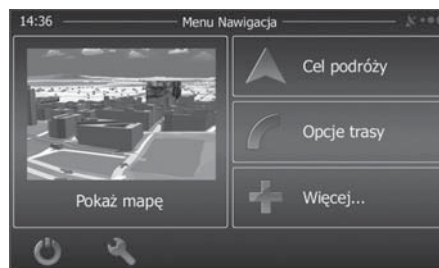 14:36
Menu Nawigacja
Cel podróży
Opcje trasy
Pokaż mapę
Więcej...